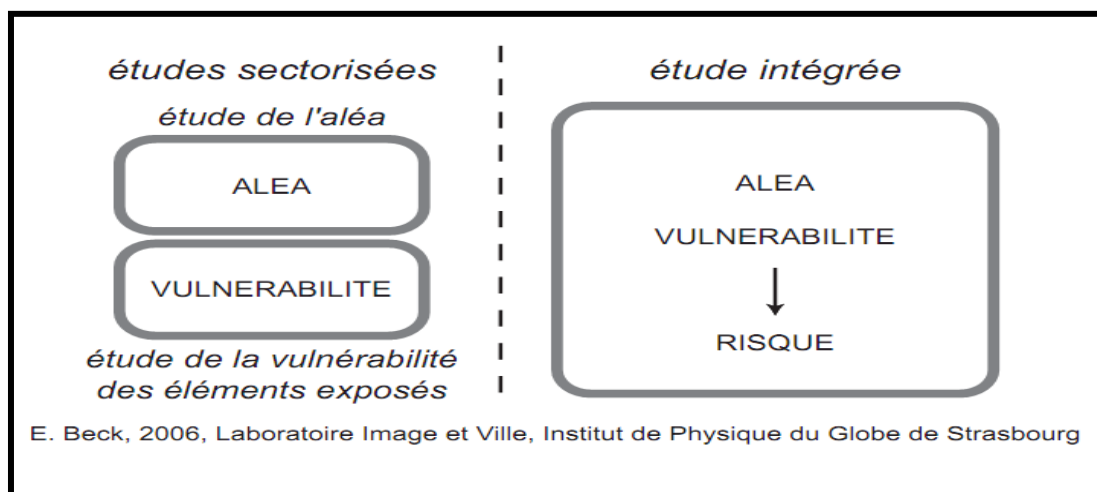 études sectorisées
étude de l'aléa
ALEA
VULNERABILITE
étude de la vulnérabilité
des éléments exposés
étude intégrée
ALEA
VULNERABILITE
RISQUE
E. Beck, 2006, Laboratoire Image et Ville, Institut de Physique du Globe de Strasbourg